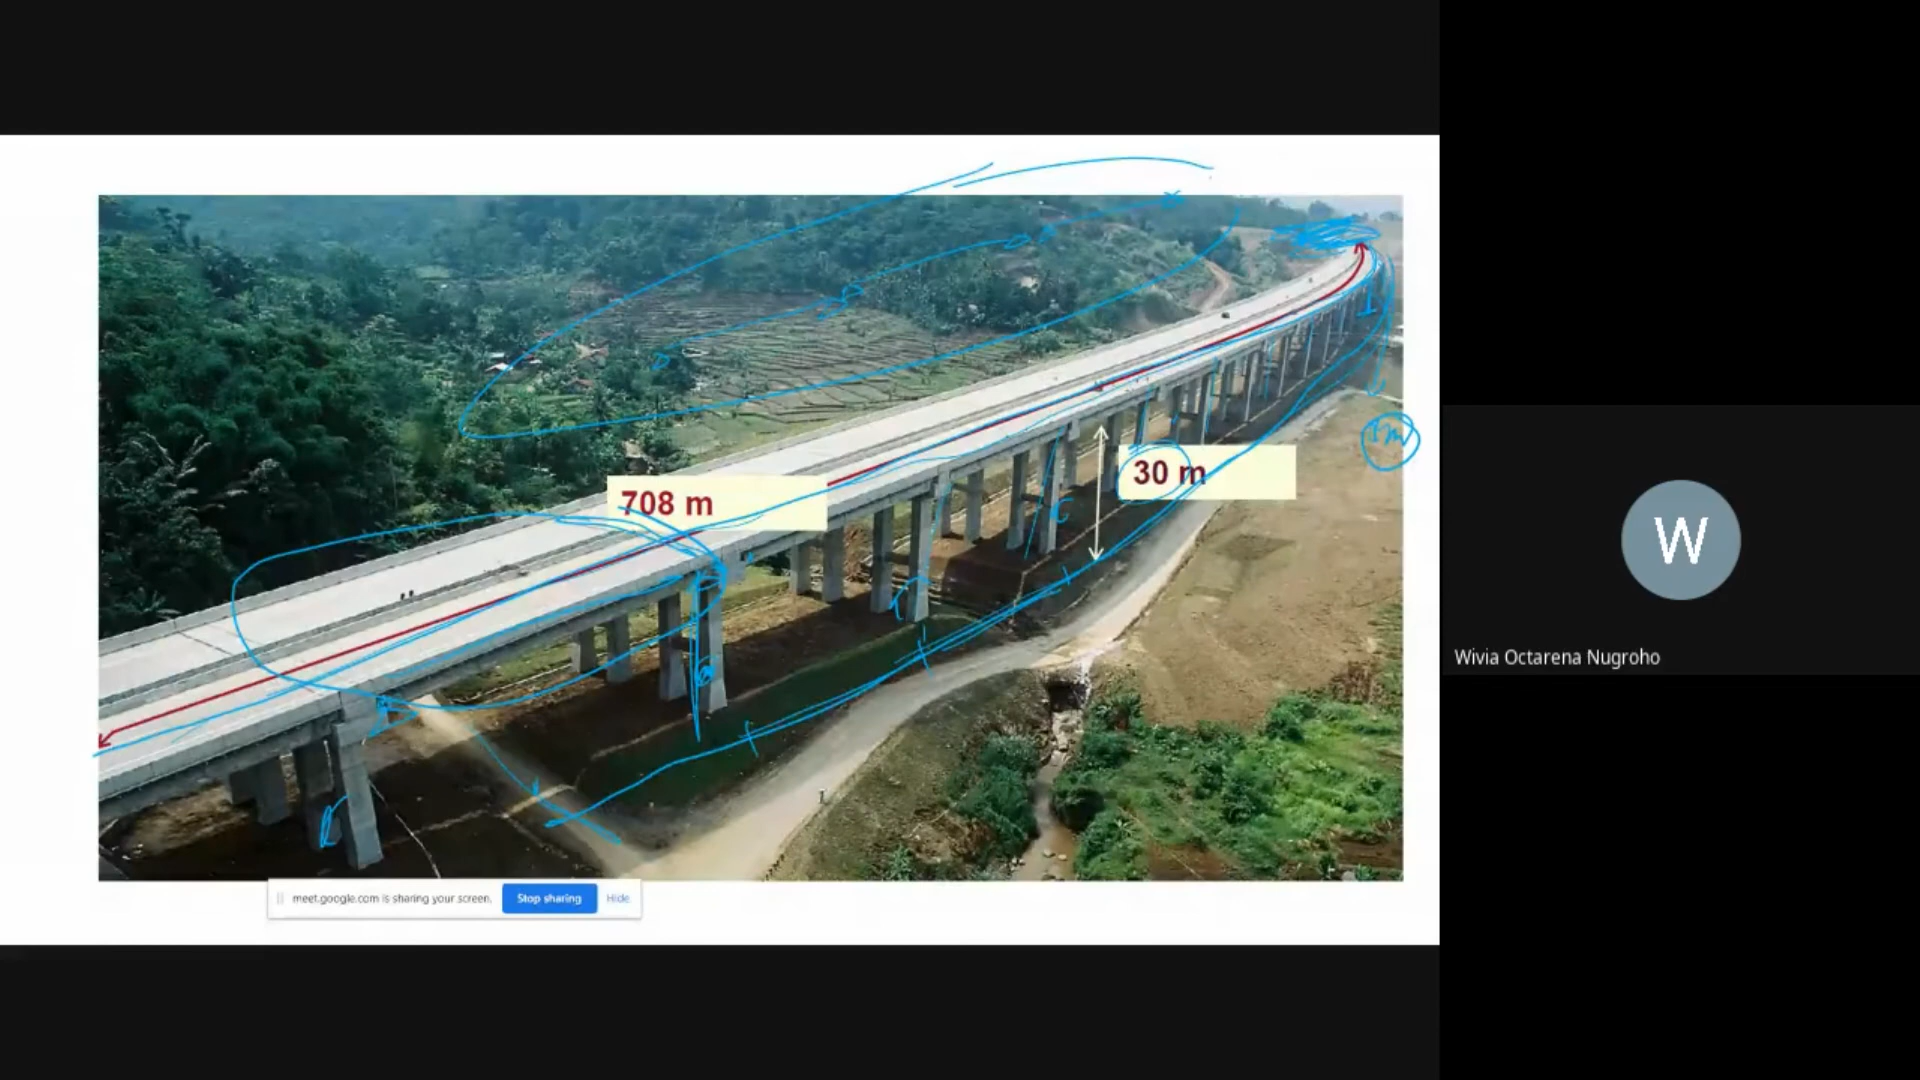 708 m
30 m
W
Wivia Octarena Nugroho
meet.google.com is sharing your screen.
Stop sharing
Hide